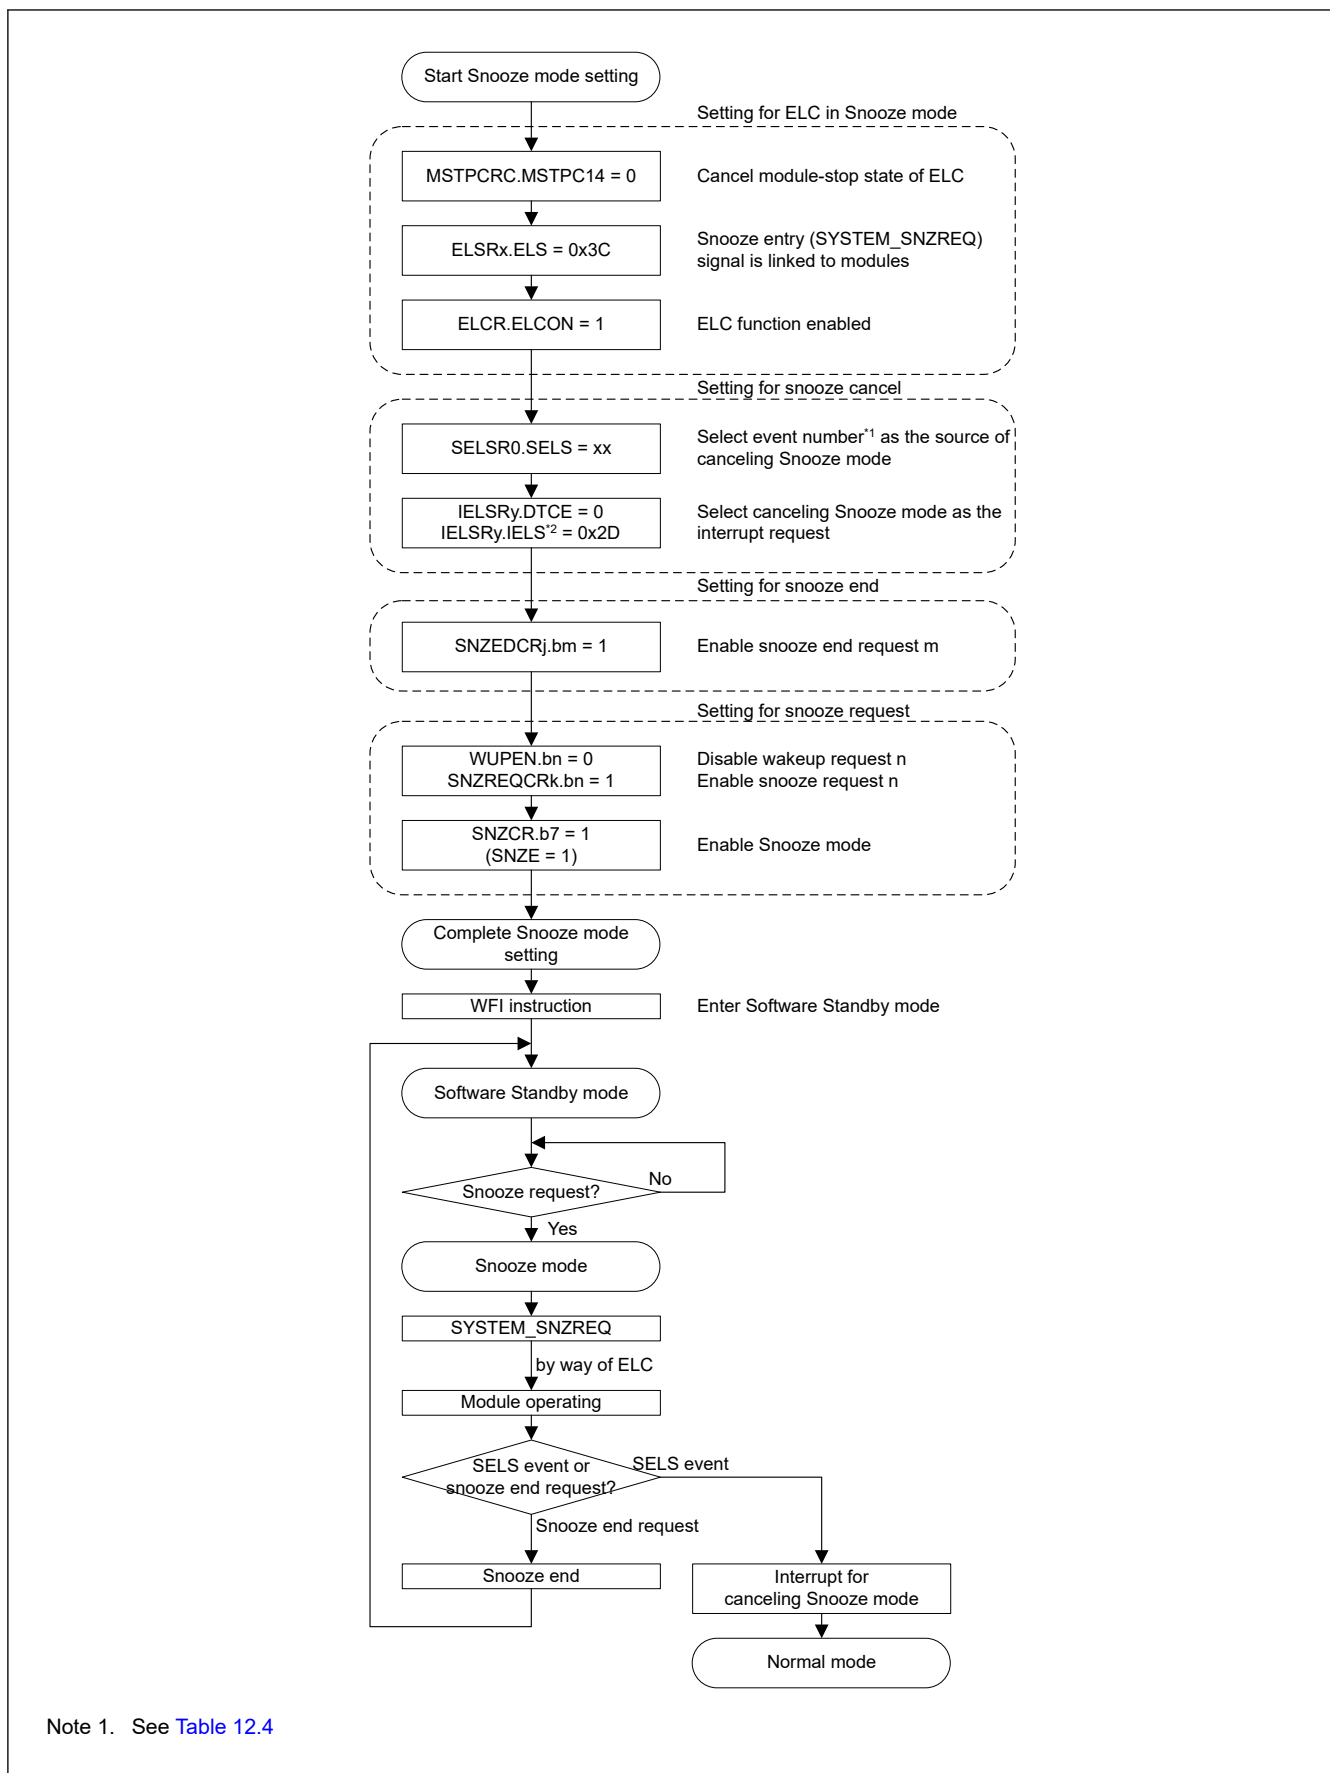 Start Snooze mode setting
Setting for ELC in Snooze mode
MSTPCRC.MSTPC14 = 0
Cancel module-stop state of ELC
ELSRx.ELS = 0x3C
Snooze entry (SYSTEM_SNZREQ)
signal is linked to modules
ELCR.ELCON = 1
ELC function enabled
Setting for snooze cancel
SELSR0.SELS = xx
Select event number*1 as the source of
canceling Snooze mode
IELSRy.DTCE = 0
IELSRy.IELS*2 = 0x2D
Select canceling Snooze mode as the
interrupt request
Setting for snooze end
SNZEDCRj.bm = 1
Enable snooze end request m
Setting for snooze request
WUPEN.bn = 0
SNZREQCRk.bn = 1
Disable wakeup request n
Enable snooze request n
SNZCR.b7 = 1
(SNZE = 1)
Enable Snooze mode
Complete Snooze mode
setting
WFI instruction
Enter Software Standby mode
Software Standby mode
Snooze request?
No
Yes
Snooze mode
SYSTEM_SNZREQ
by way of ELC
Module operating
SELS event or
snooze end request?
SELS event
Snooze end request
Snooze end
Interrupt for
canceling Snooze mode
Normal mode
Note 1. See Table 12.4